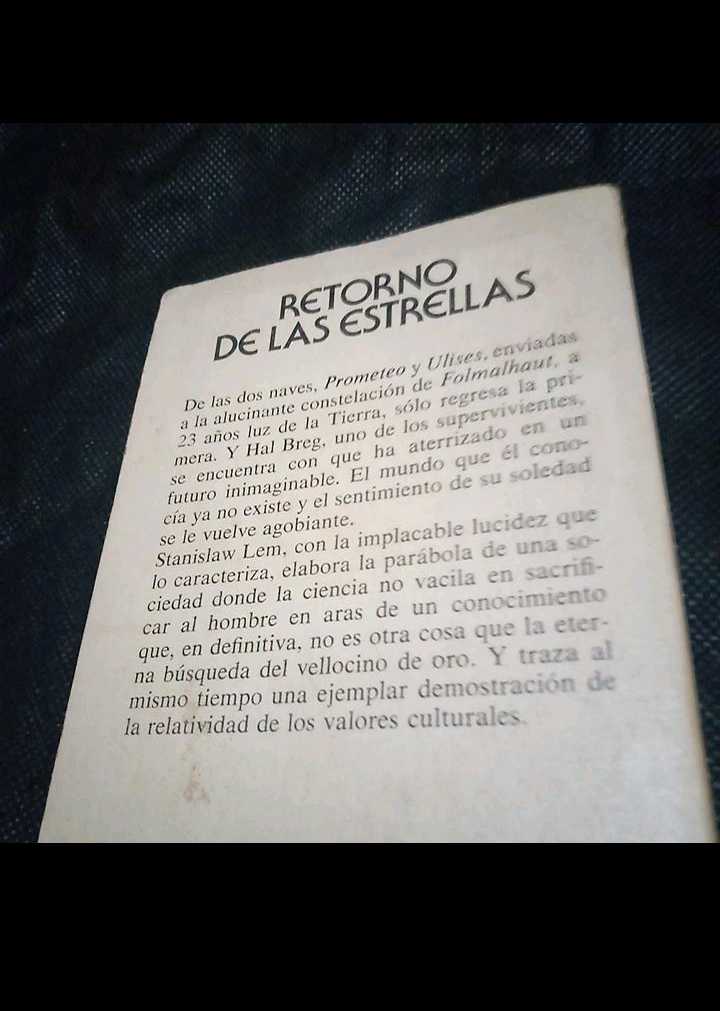 RETORNO
DE LAS ESTRELLAS
De las dos naves, Prometeo y Ulises, enviadas
a la alucinante constelación de Folmalhaut, a
23 años luz de la Tierra, sólo regresa la pri-
mera. Y Hal Breg, uno de los supervivientes,
se encuentra con que ha aterrizado en un
futuro inimaginable. El mundo que él cono-
cía ya no existe y el sentimiento de su soledad
se le vuelve agobiante.
Stanislaw Lem, con la implacable lucidez que
lo caracteriza, elabora la parábola de una so-
ciedad donde la ciencia no vacila en sacrifi-
car al hombre en aras de un conocimiento
que, en definitiva, no es otra cosa que la eter-
na búsqueda del vellocino de oro. Y traza al
mismo tiempo una ejemplar demostración de
la relatividad de los valores culturales.